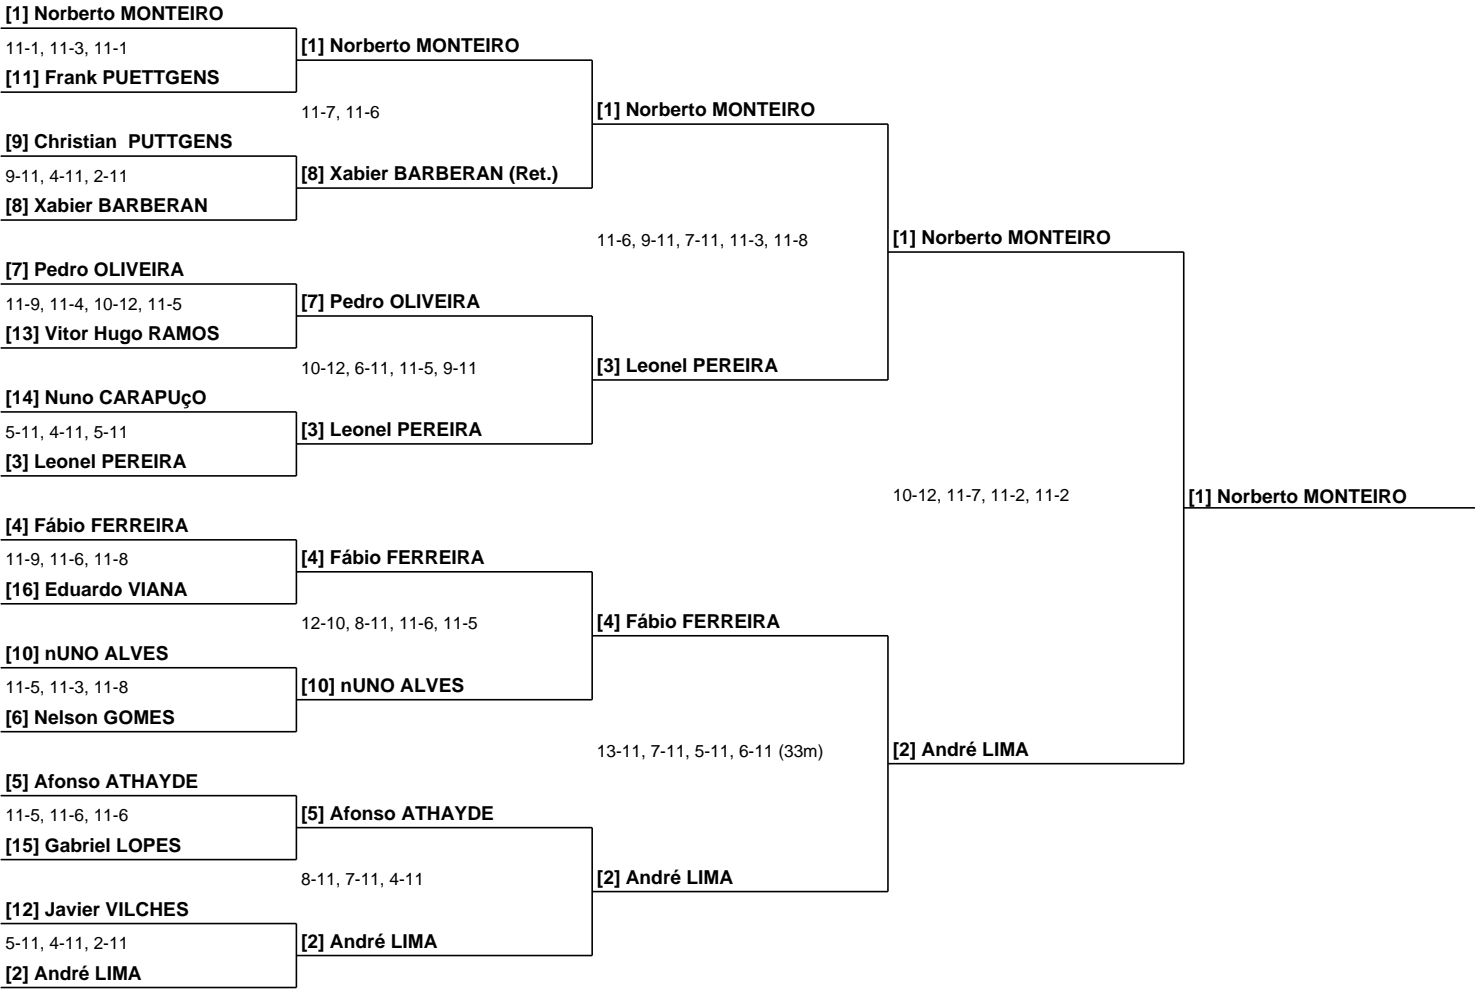 [1] Norberto MONTEIRO
11-1, 11-3, 11-1
[11] Frank PUETTGENS
[9] Christian  PUTTGENS
9-11, 4-11, 2-11
[8] Xabier BARBERAN
[7] Pedro OLIVEIRA
11-9, 11-4, 10-12, 11-5
[13] Vitor Hugo RAMOS
[14] Nuno CARAPUçO
5-11, 4-11, 5-11
[3] Leonel PEREIRA
[4] Fábio FERREIRA
11-9, 11-6, 11-8
[16] Eduardo VIANA
[10] nUNO ALVES
11-5, 11-3, 11-8
[6] Nelson GOMES
[5] Afonso ATHAYDE
11-5, 11-6, 11-6
[15] Gabriel LOPES
[12] Javier VILCHES
5-11, 4-11, 2-11
[2] André LIMA
[1] Norberto MONTEIRO
11-7, 11-6
[8] Xabier BARBERAN (Ret.)
[7] Pedro OLIVEIRA
10-12, 6-11, 11-5, 9-11
[3] Leonel PEREIRA
[4] Fábio FERREIRA
12-10, 8-11, 11-6, 11-5
[10] nUNO ALVES
[5] Afonso ATHAYDE
8-11, 7-11, 4-11
[2] André LIMA
[1] Norberto MONTEIRO
11-6, 9-11, 7-11, 11-3, 11-8
[3] Leonel PEREIRA
[4] Fábio FERREIRA
13-11, 7-11, 5-11, 6-11 (33m)
[2] André LIMA
[1] Norberto MONTEIRO
10-12, 11-7, 11-2, 11-2
[2] André LIMA
[1] Norberto MONTEIRO